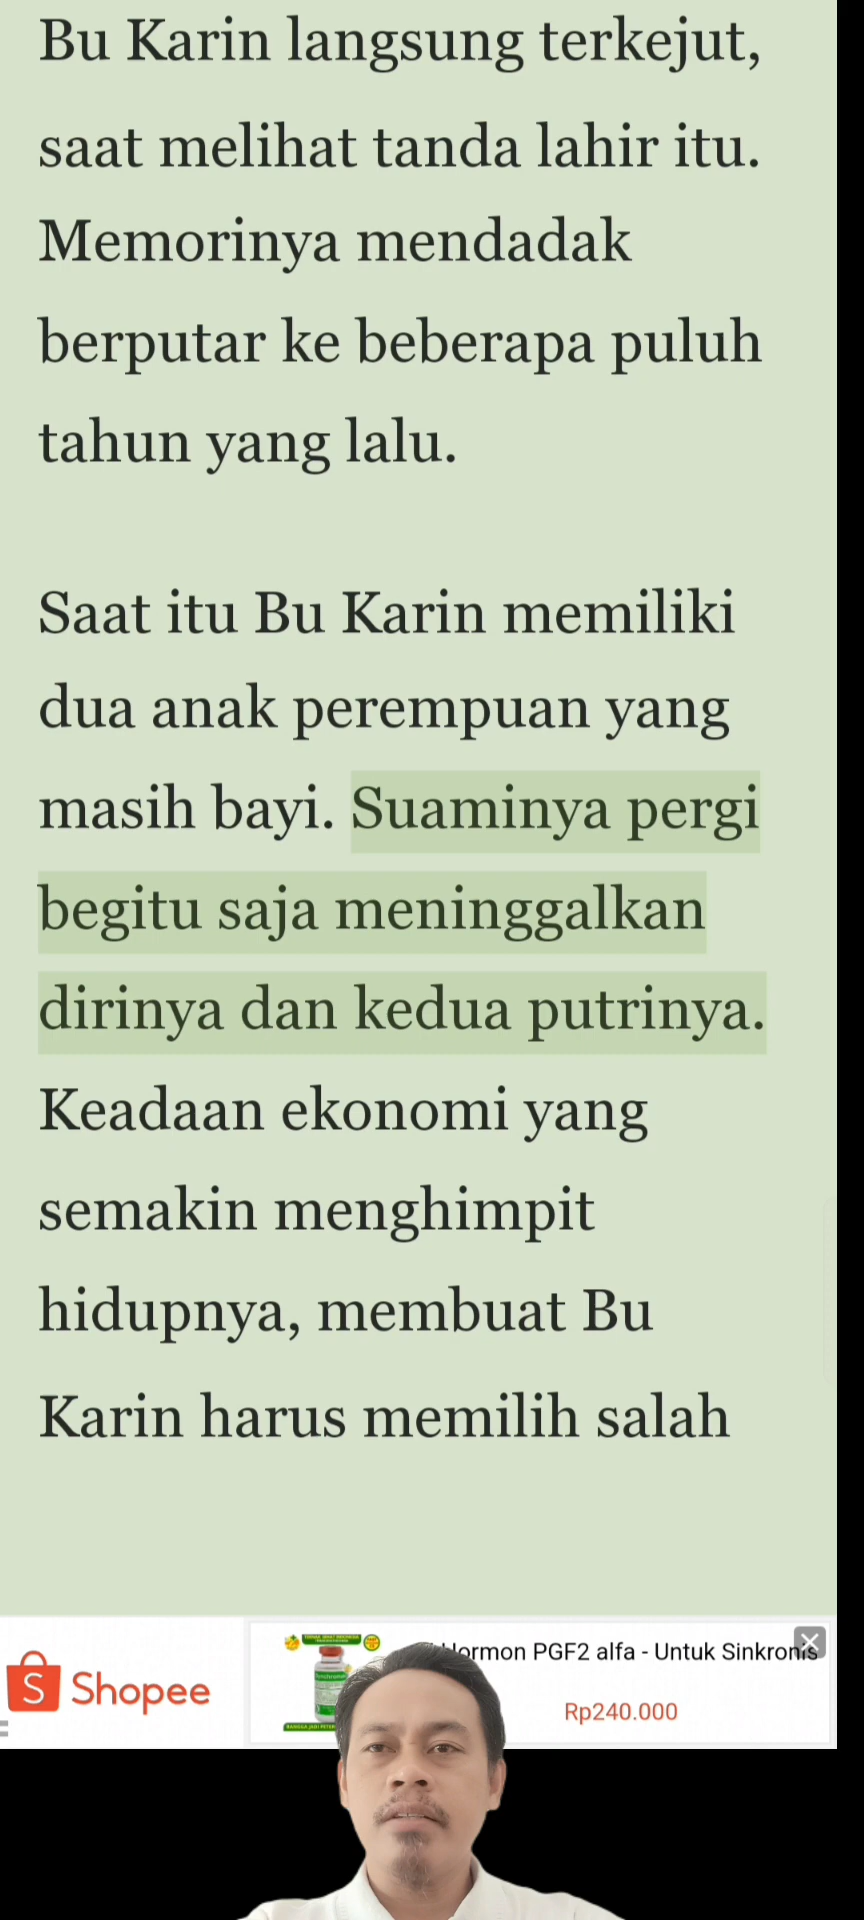 Bu Karin langsung terkejut,
saat melihat tanda lahir itu.
Memorinya mendadak
berputar ke beberapa puluh
tahun yang lalu.
Saat itu Bu Karin memiliki
dua anak perempuan yang
masih bayi. Suaminya pergi
begitu saja meninggalkan
dirinya dan kedua putrinya.
Keadaan ekonomi yang
semakin menghimpit
hidupnya, membuat Bu
Karin harus memilih salah
Shopee
PGF2 alfa - Untuk Sinkronis
Rp240.000